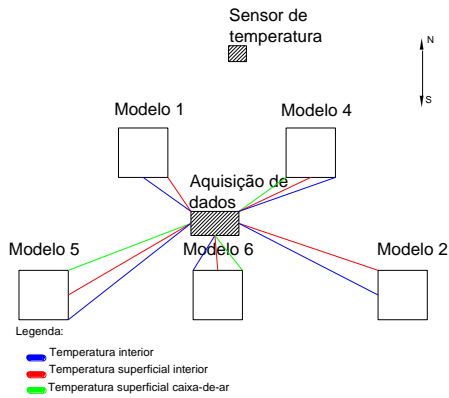 Sensor de
temperatura
N
S
Modelo 1
Modelo 4
Aquisição de
dados
Modelo 5
Modelo 6
Modelo 2
Legenda:
Temperatura interior
Temperatura superficial interior
Temperatura superficial caixa-de-ar